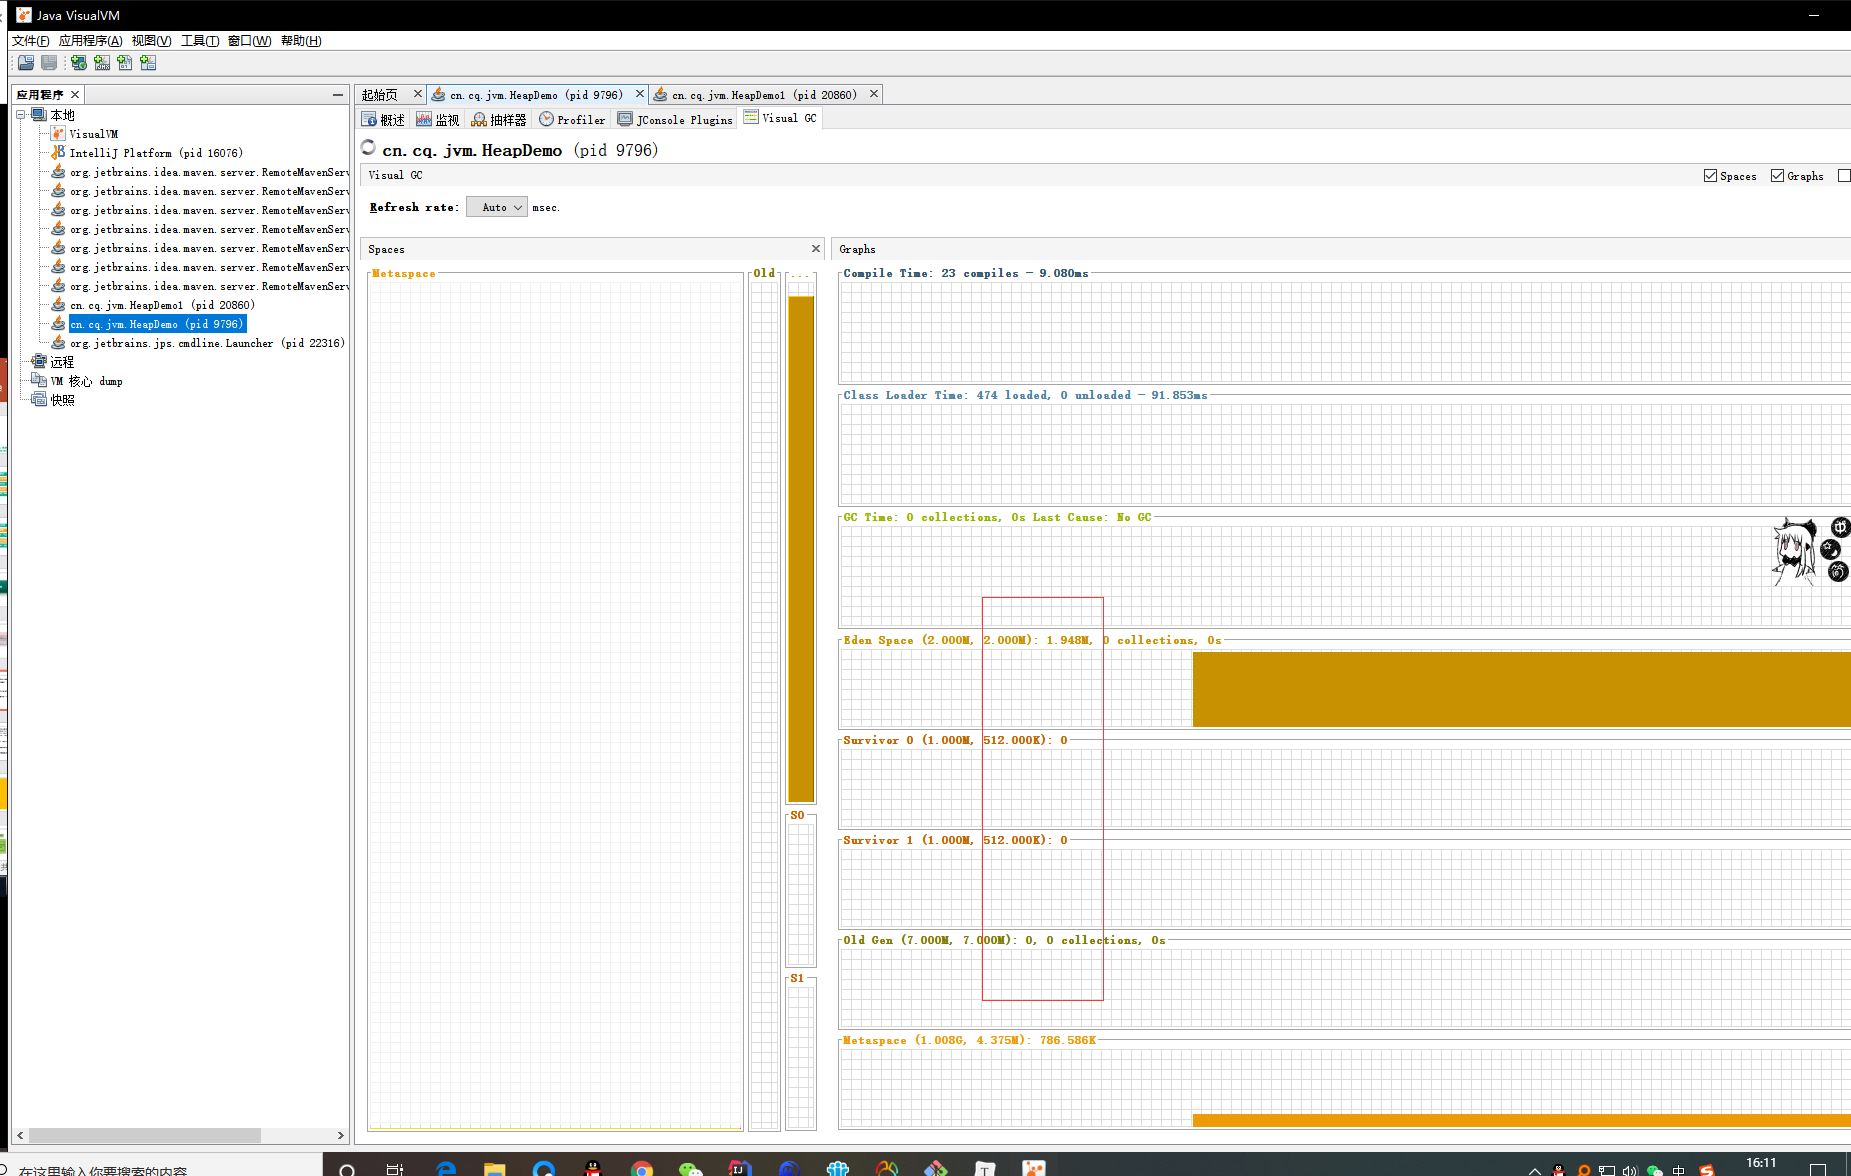 Java VisualVM
文件(F) 应用程序(A) 视图(V) 工具(T) 窗口(W) 帮助(H)
应用程序
本地
VisualVM
IntelliJ Platform (pid 16076)
org.jetbrains.idea.maven.server.RemoteMavenServ
org.jetbrains.idea.maven.server.RemoteMavenServ
org.jetbrains.idea.maven.server.RemoteMavenServ
org.jetbrains.idea.maven.server.RemoteMavenServ
org.jetbrains.idea.maven.server.RemoteMavenServ
org.jetbrains.idea.maven.server.RemoteMavenServ
org.jetbrains.idea.maven.server.RemoteMavenServ
cn.cq.jvm.HeapDemo1 (pid 20860)
cn.cq.jvm.HeapDemo (pid 9796)
org.jetbrains.jps.cmdline.Launcher (pid 22316)
远程
VM 核心 dump
快照
起始页 cn.cq.jvm.HeapDemo (pid 9796) cn.cq.jvm.HeapDemo1 (pid 20860)
概述 监视 抽样器 Profiler JConsole Plugins Visual GC
cn.cq.jvm.HeapDemo (pid 9796)
Visual GC Spaces Graphs
Refresh rate: Auto msec.
Spaces
Metaspace Old ...
S0
S1
Graphs
Compile Time: 23 compiles - 9.080ms
Class Loader Time: 474 loaded, 0 unloaded - 91.853ms
GC Time: 0 collections, 0s Last Cause: No GC
Eden Space (2.000M, 2.000M): 1.948M, 0 collections, 0s
Survivor 0 (1.000M, 512.000K): 0
Survivor 1 (1.000M, 512.000K): 0
Old Gen (7.000M, 7.000M): 0, 0 collections, 0s
Metaspace (1.008G, 4.375M): 786.586K
在这里输入你要搜索的内容
中
16:11